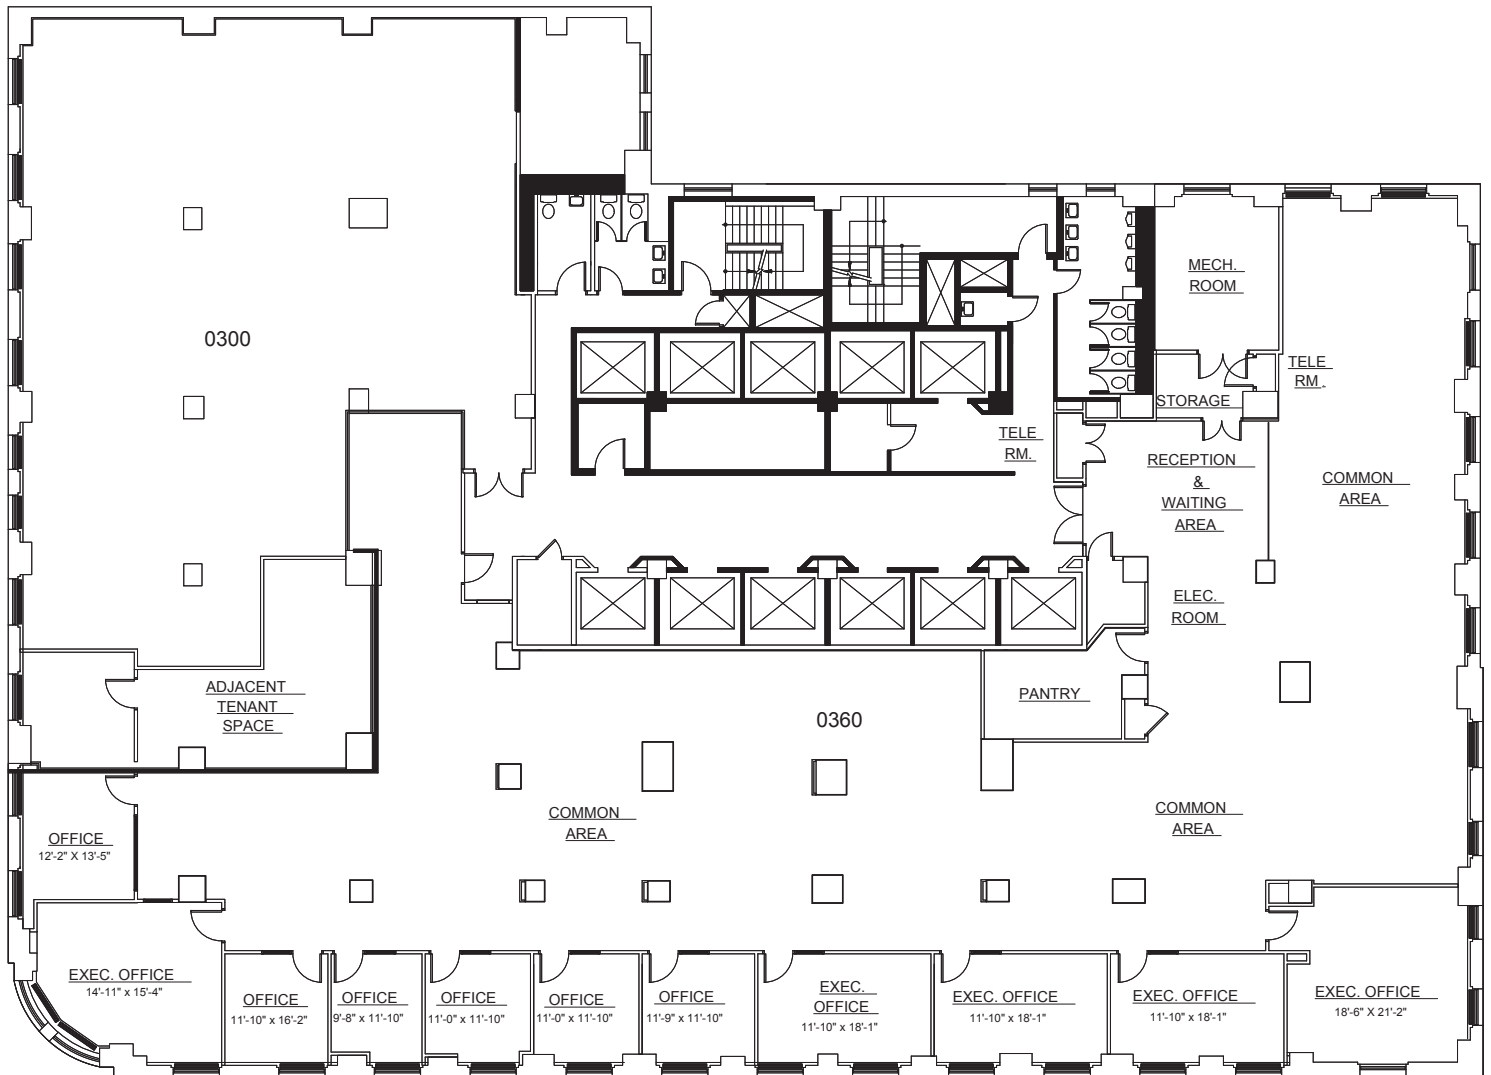 0300
MECH.
ROOM
TELE
RM.
STORAGE
TELE
RM.
RECEPTION
&
WAITING
AREA
COMMON
AREA
ELEC.
ROOM
ADJACENT
TENANT
SPACE
PANTRY
0360
COMMON
AREA
COMMON
AREA
OFFICE
12'-2" X 13'-5"
EXEC. OFFICE
14'-11" x 15'-4"
OFFICE
11'-10" x 16'-2"
OFFICE
9'-8" x 11'-10"
OFFICE
11'-0" x 11'-10"
OFFICE
11'-0" x 11'-10"
OFFICE
11'-9" x 11'-10"
EXEC.
OFFICE
11'-10" x 18'-1"
EXEC. OFFICE
11'-10" x 18'-1"
EXEC. OFFICE
11'-10" x 18'-1"
EXEC. OFFICE
18'-6" X 21'-2"